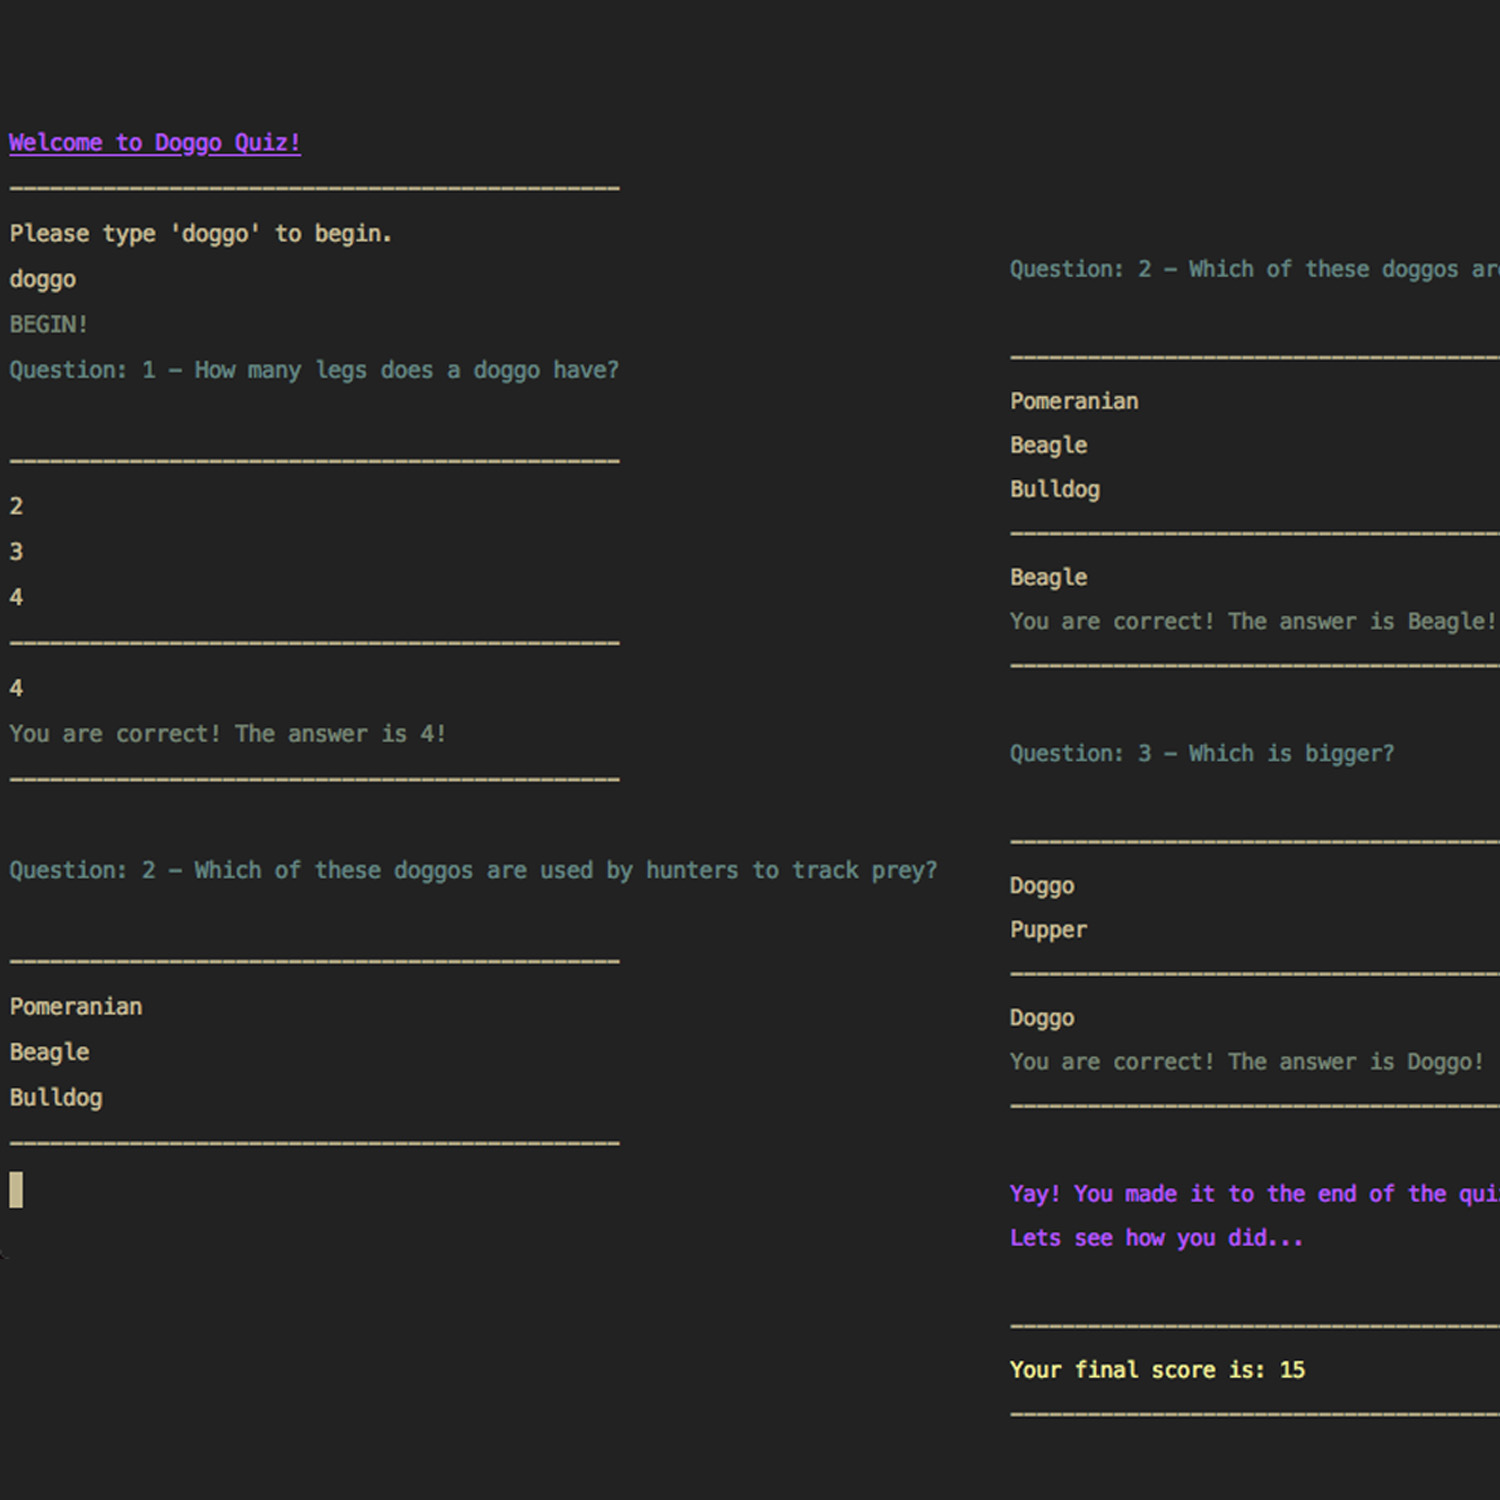 Welcome to Doggo Quiz!
Please type 'doggo' to begin.
doggo
BEGIN!
Question: 1 – How many legs does a doggo have?
2
3
4
4
You are correct! The answer is 4!
Question: 2 – Which of these doggos are used by hunters to track prey?
Pomeranian
Beagle
Bulldog
Question: 2 – Which of these doggos
Pomeranian
Beagle
Bulldog
Beagle
You are correct! The answer is Beagle!
Question: 3 – Which is bigger?
Doggo
Pupper
Doggo
You are correct! The answer is Doggo!
Yay! You made it to the end of the
Lets see how you did...
Your final score is: 15